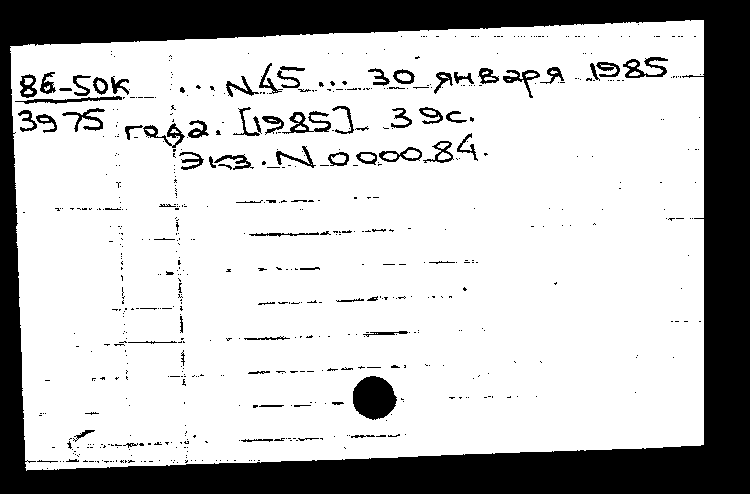 86-50к ...N45... 30 января 1985
3975 года. [1985]. 39с.
Экз. N 000084.